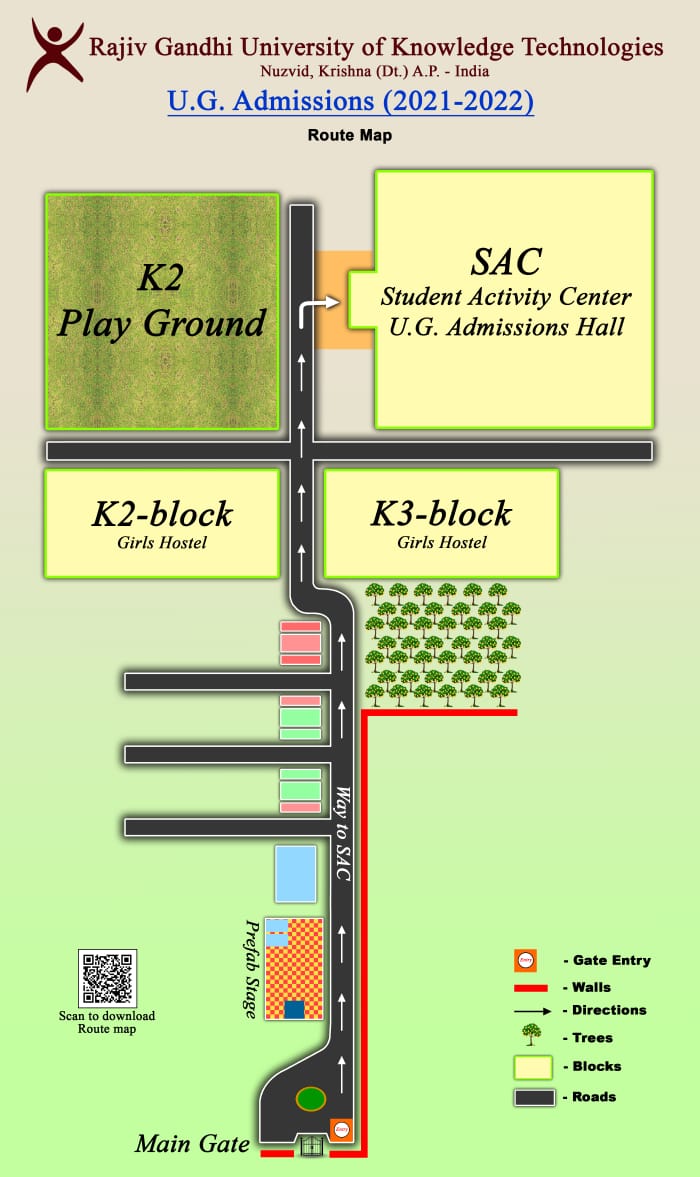 Rajiv Gandhi University of Knowledge Technologies
Nuzvid, Krishna (Dt.) A.P. - India
U.G. Admissions (2021-2022)
Route Map
K2
Play Ground
SAC
Student Activity Center
U.G. Admissions Hall
K2-block
Girls Hostel
K3-block
Girls Hostel
Way to SAC
Prefab Stage
Scan to download
Route map
Entry
- Gate Entry
- Walls
- Directions
- Trees
- Blocks
- Roads
Entry
Main Gate